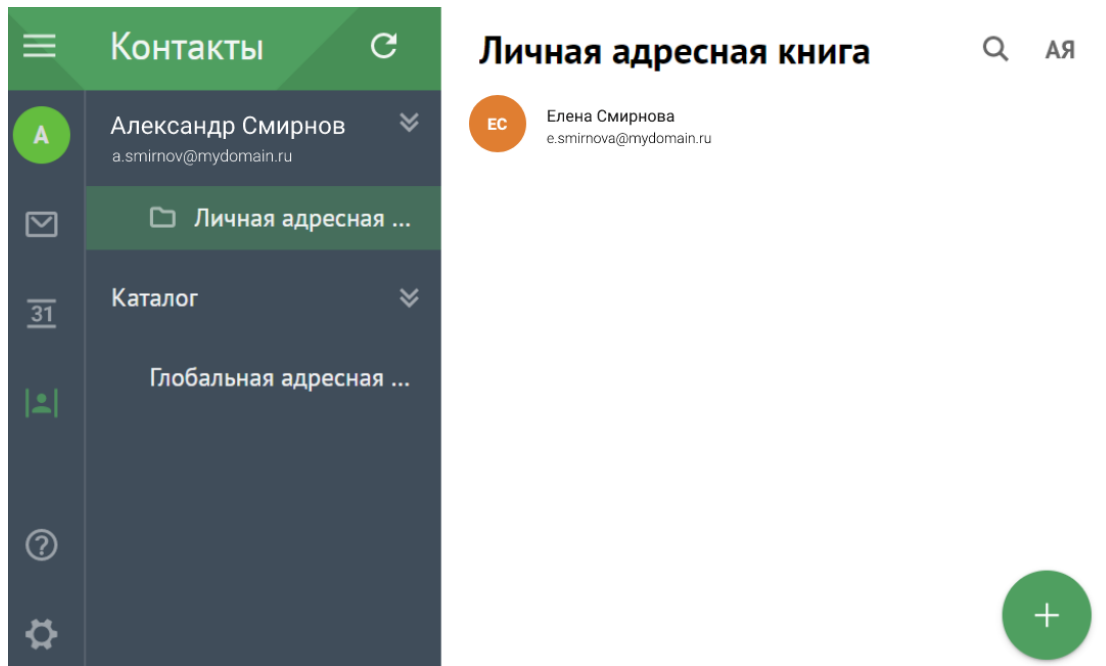 Контакты
А
Александр Смирнов
a.smirnov@mydomain.ru
Личная адресная ...
31
Каталог
Глобальная адресная ...
?
Личная адресная книга
АЯ
ЕС
Елена Смирнова
e.smirnova@mydomain.ru
+